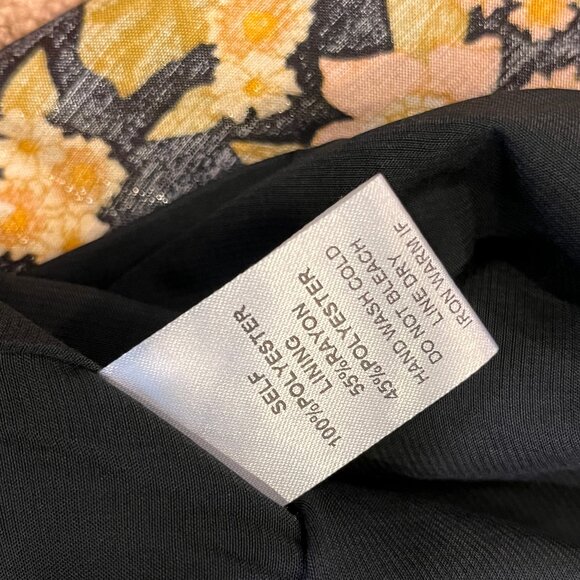 SELF
100%POLYESTER
LINING
55%RAYON
45%POLYESTER
HAND WASH COLD
DO NOT BLEACH
LINE DRY
IRON WARM IF